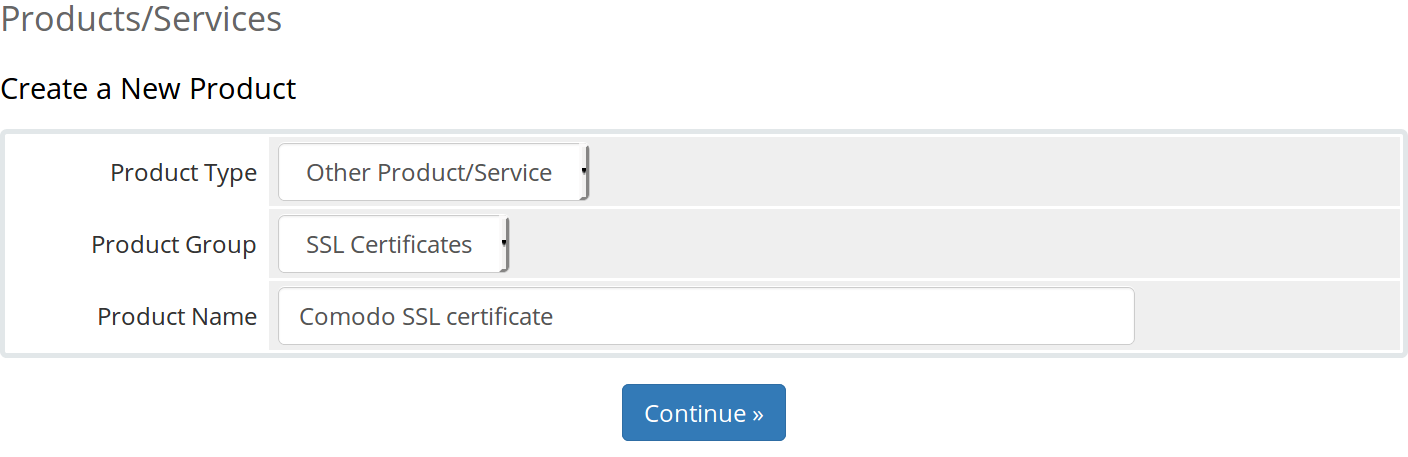 Products/Services
Create a New Product
Product Type Other Product/Service
Product Group SSL Certificates
Product Name Comodo SSL certificate
Continue »